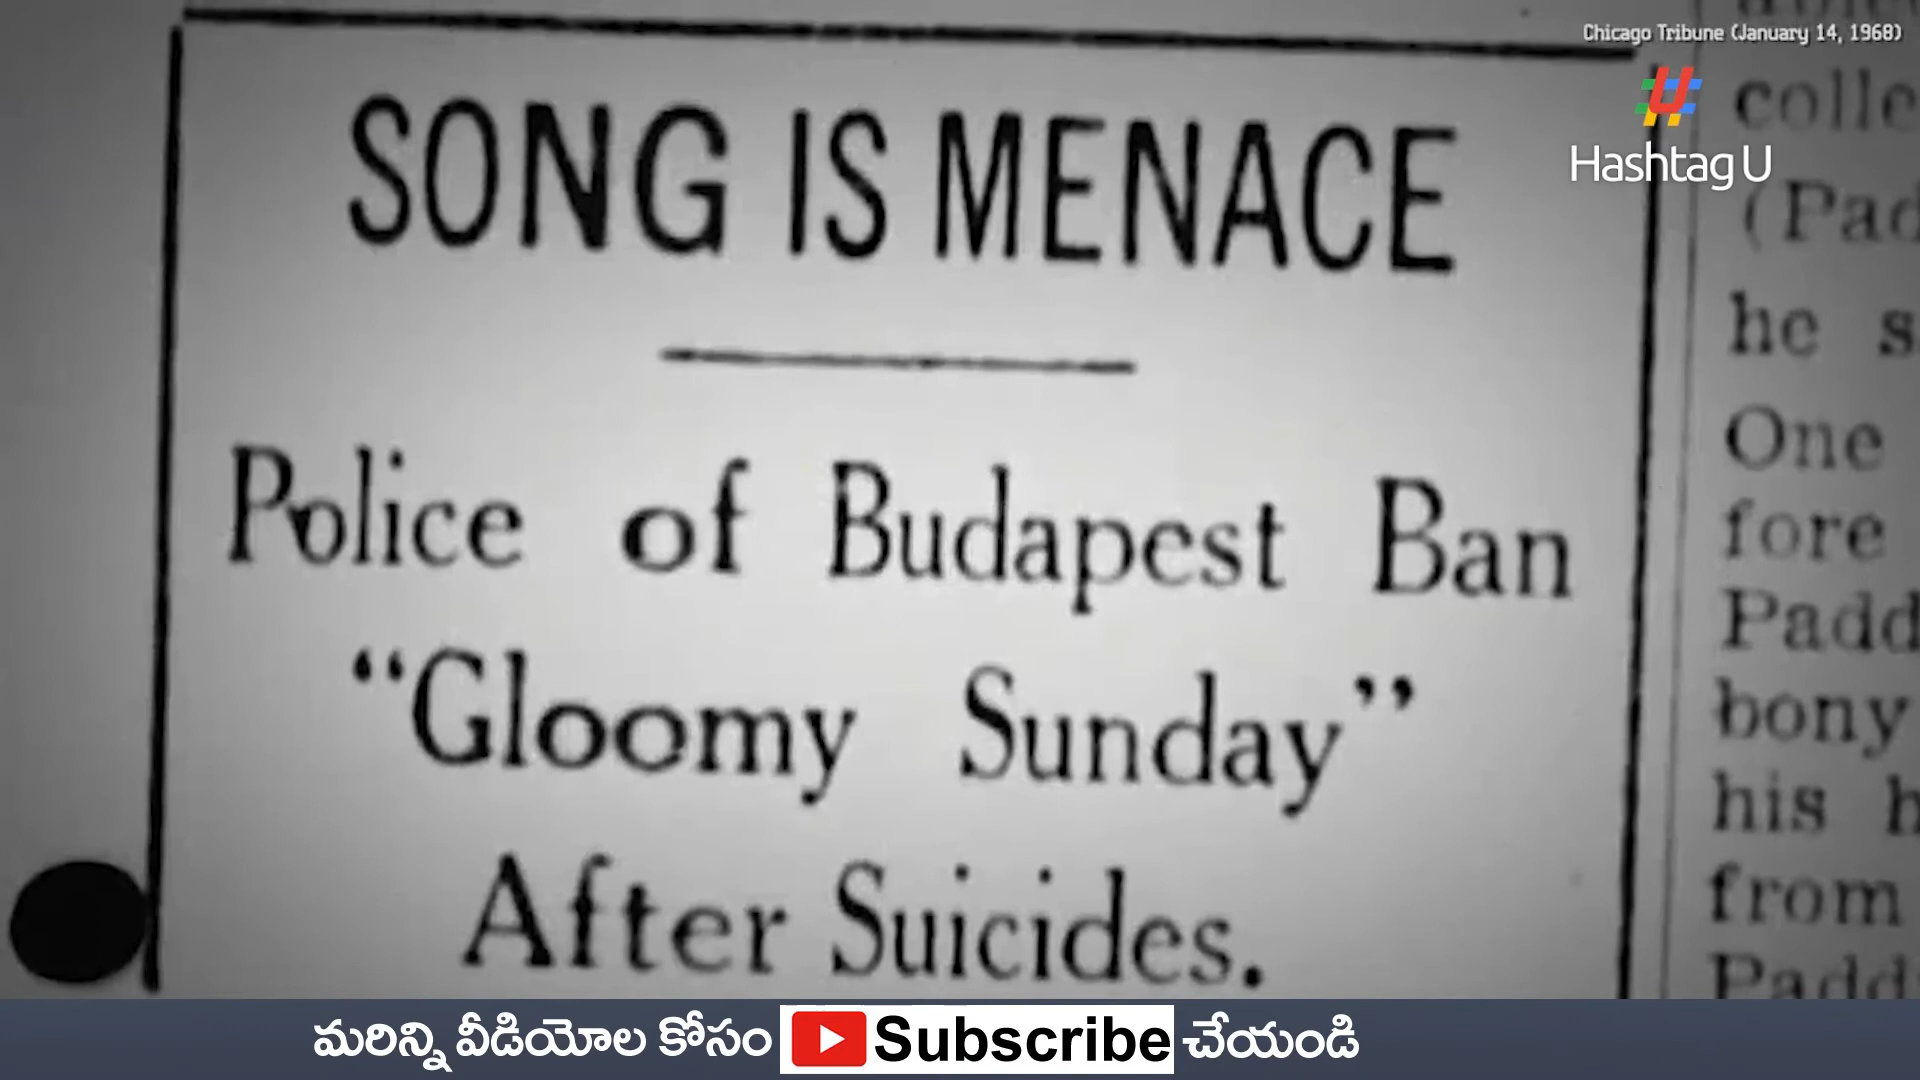 Chicago Tribune (January 14, 1968)
Hashtag U
SONG IS MENACE
Police of Budapest Ban
“Gloomy Sunday”
After Suicides.
colle
(Pad
he s
One
fore
Padd
bony
his h
from
Padd
మరిన్ని వీడియోల కోసం Subscribe చేయండి